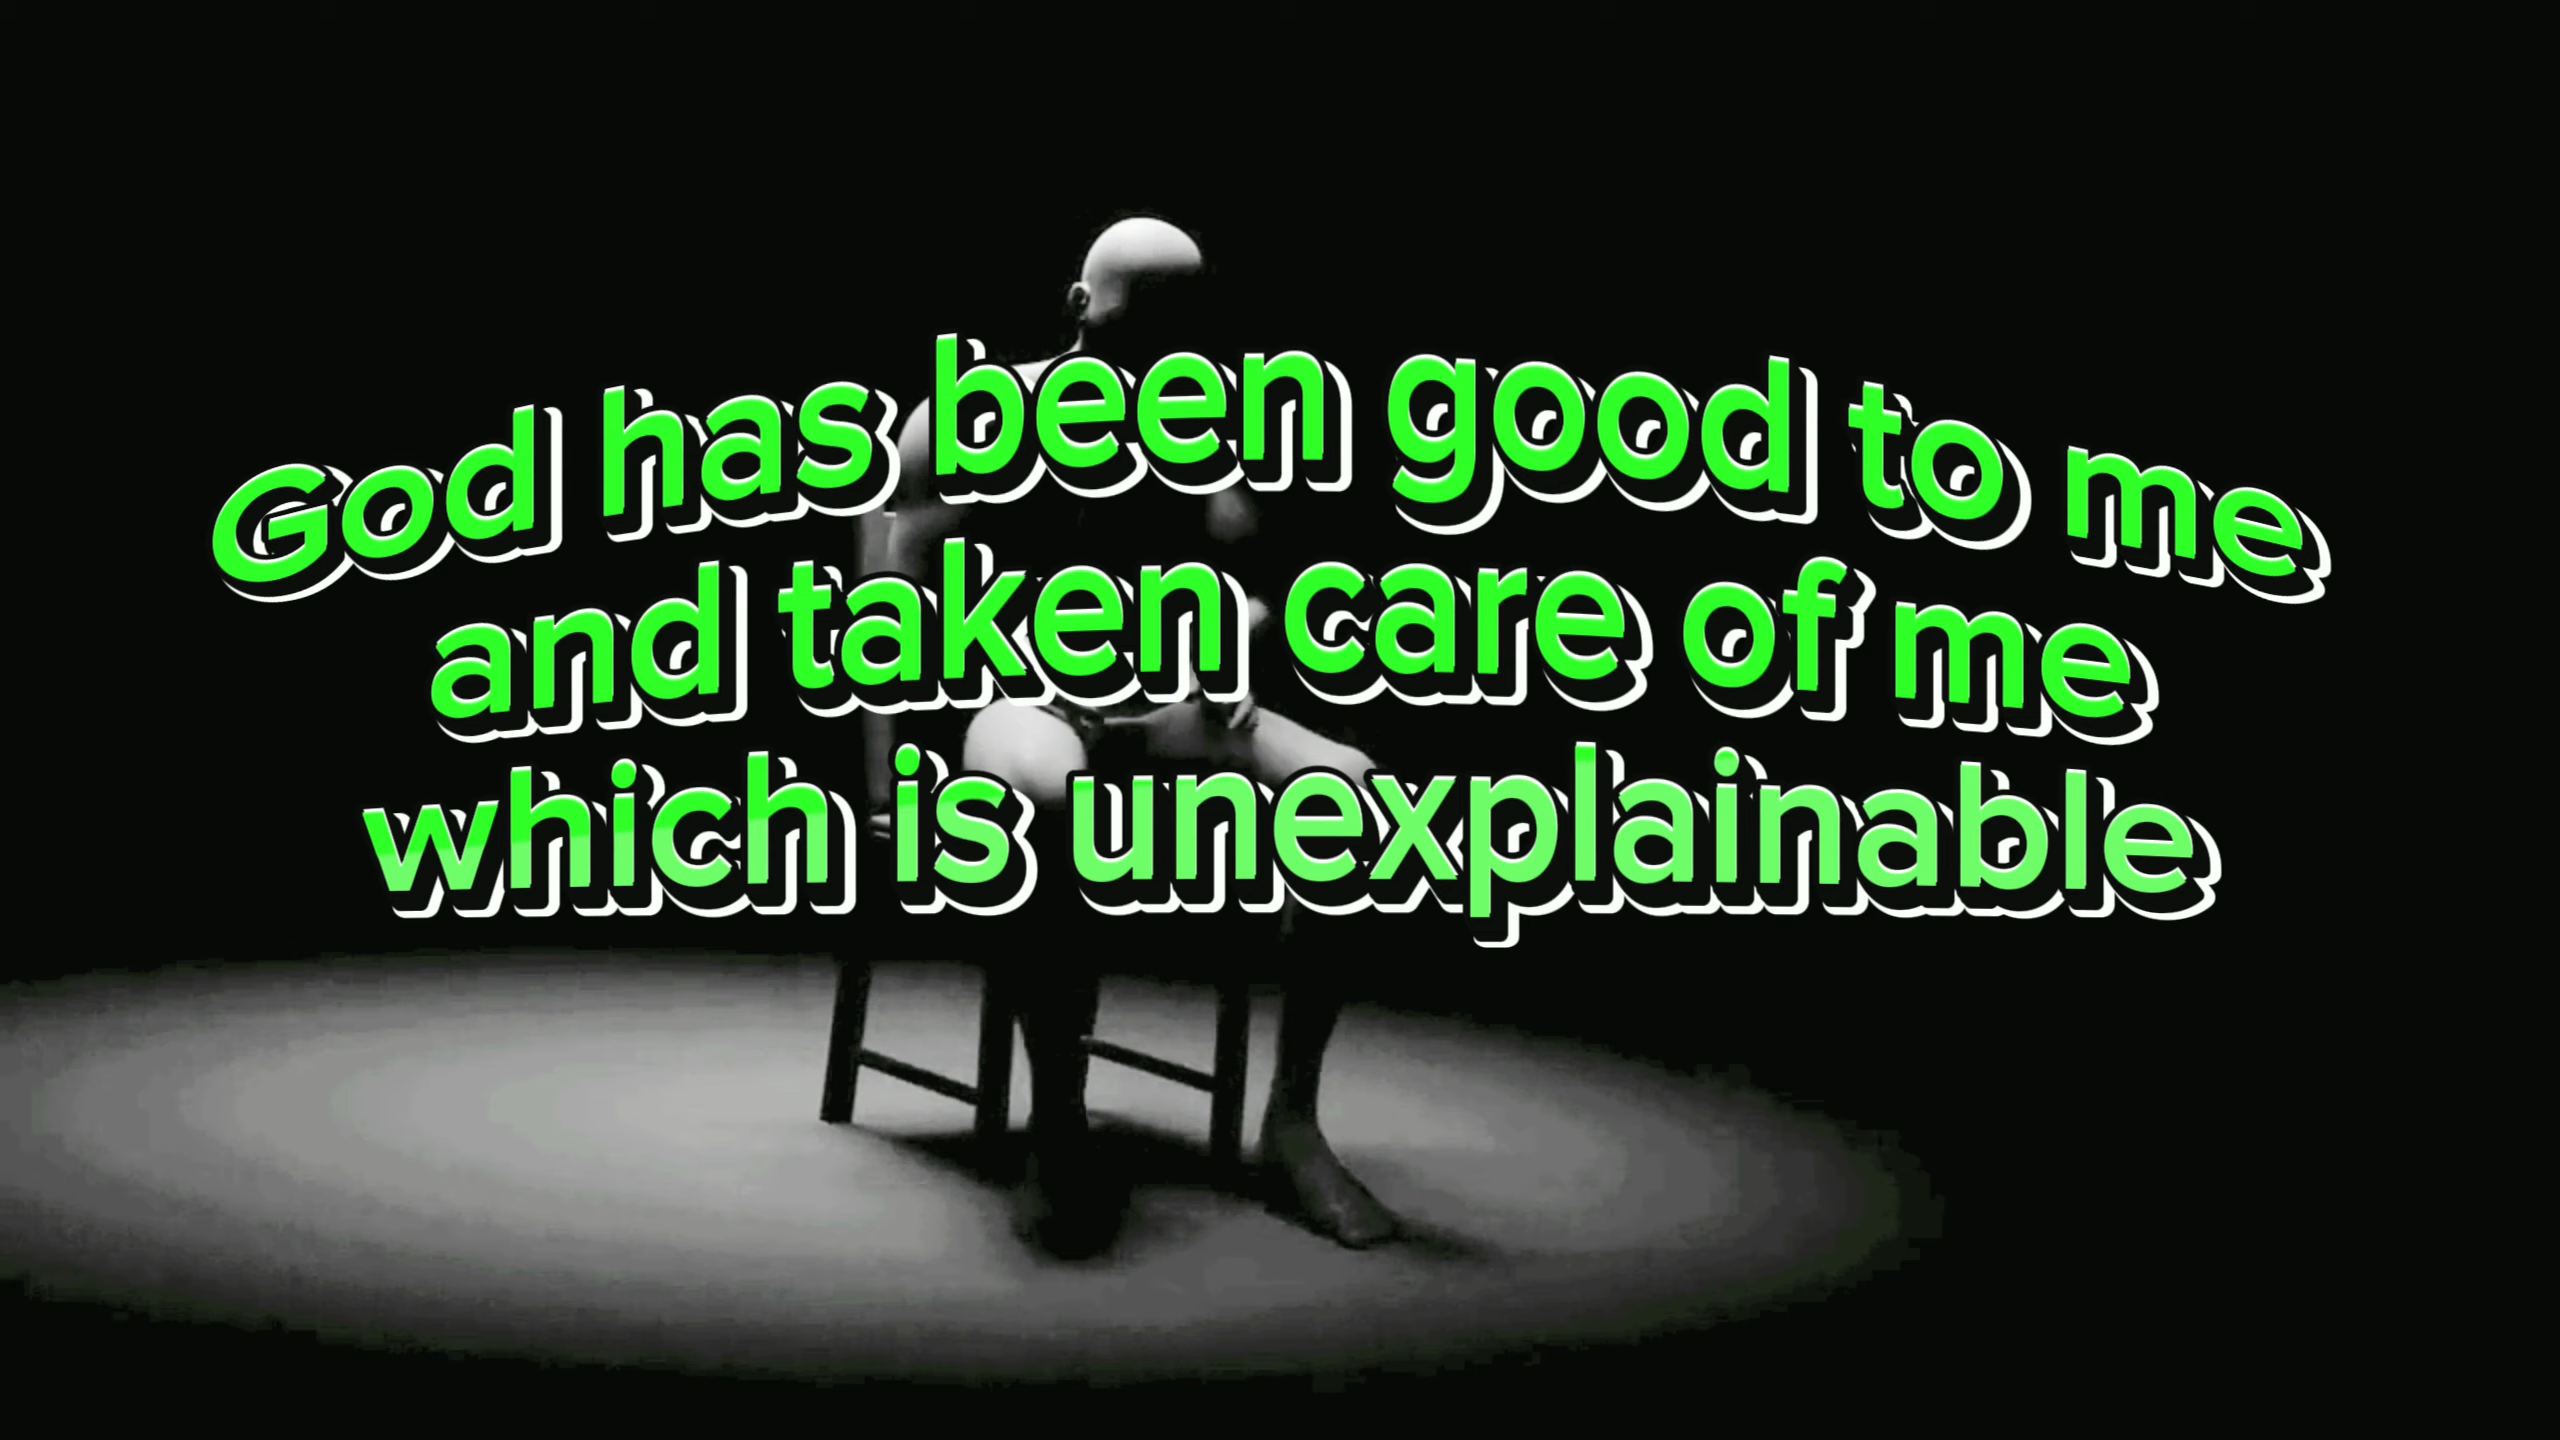 God has been good to me
and taken care of me
which is unexplainable